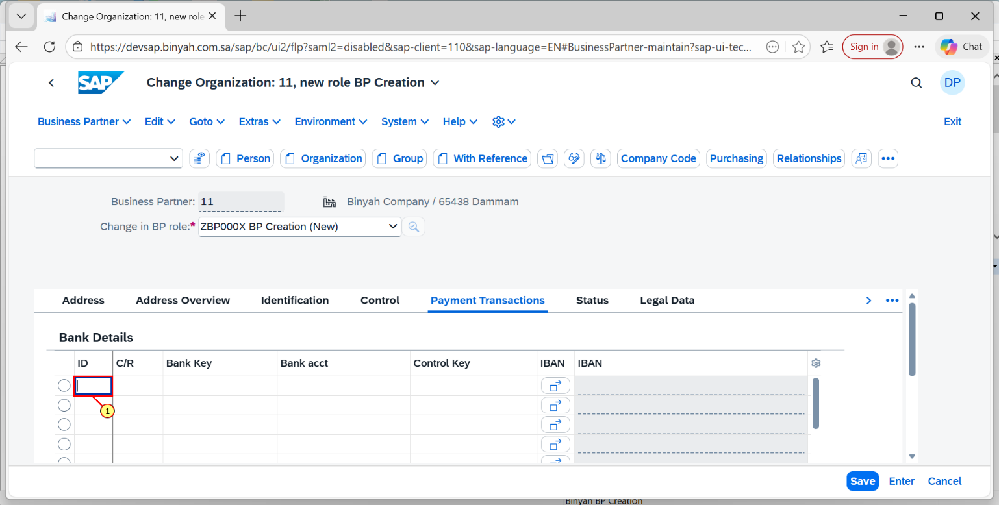 Change Organization: 11, new role
https://devsap.binyah.com.sa/sap/bc/ui2/flp?saml2=disabled&sap-client=110&sap-language=EN#BusinessPartner-maintain?sap-ui-tec...
Sign in
Chat
SAP
Change Organization: 11, new role BP Creation
DP
Business Partner Edit Goto Extras Environment System Help Exit
Person Organization Group With Reference Company Code Purchasing Relationships
Business Partner: 11 Binyah Company / 65438 Dammam
Change in BP role:* ZBP000X BP Creation (New)
Address Address Overview Identification Control Payment Transactions Status Legal Data
Bank Details
ID C/R Bank Key Bank acct Control Key IBAN IBAN
1
Save Enter Cancel
Binyah BP Creation